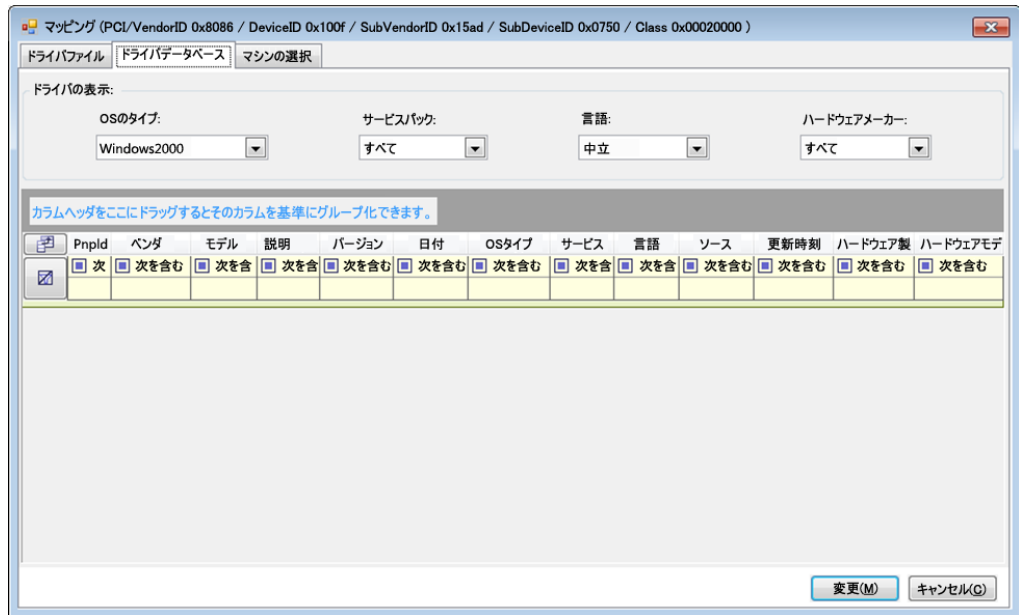 マッピング (PCI/VendorID 0x8086 / DeviceID 0x100f / SubVendorID 0x15ad / SubDeviceID 0x0750 / Class 0x00020000 )
ドライバファイル ドライバデータベース マシンの選択
ドライバの表示:
OSのタイプ: サービスパック: 言語: ハードウェアメーカー:
Windows2000 すべて 中立 すべて
カラムヘッダをここにドラッグするとそのカラムを基準にグループ化できます。
PnpId ベンダ モデル 説明 バージョン 日付 OSタイプ サービス 言語 ソース 更新時刻 ハードウェア製 ハードウェアモデ
次 次を含む 次を含 次を含 次を含む 次を含む 次を含む 次を含 次を含 次を含む 次を含む 次を含む 次を含む
変更(M) キャンセル(C)